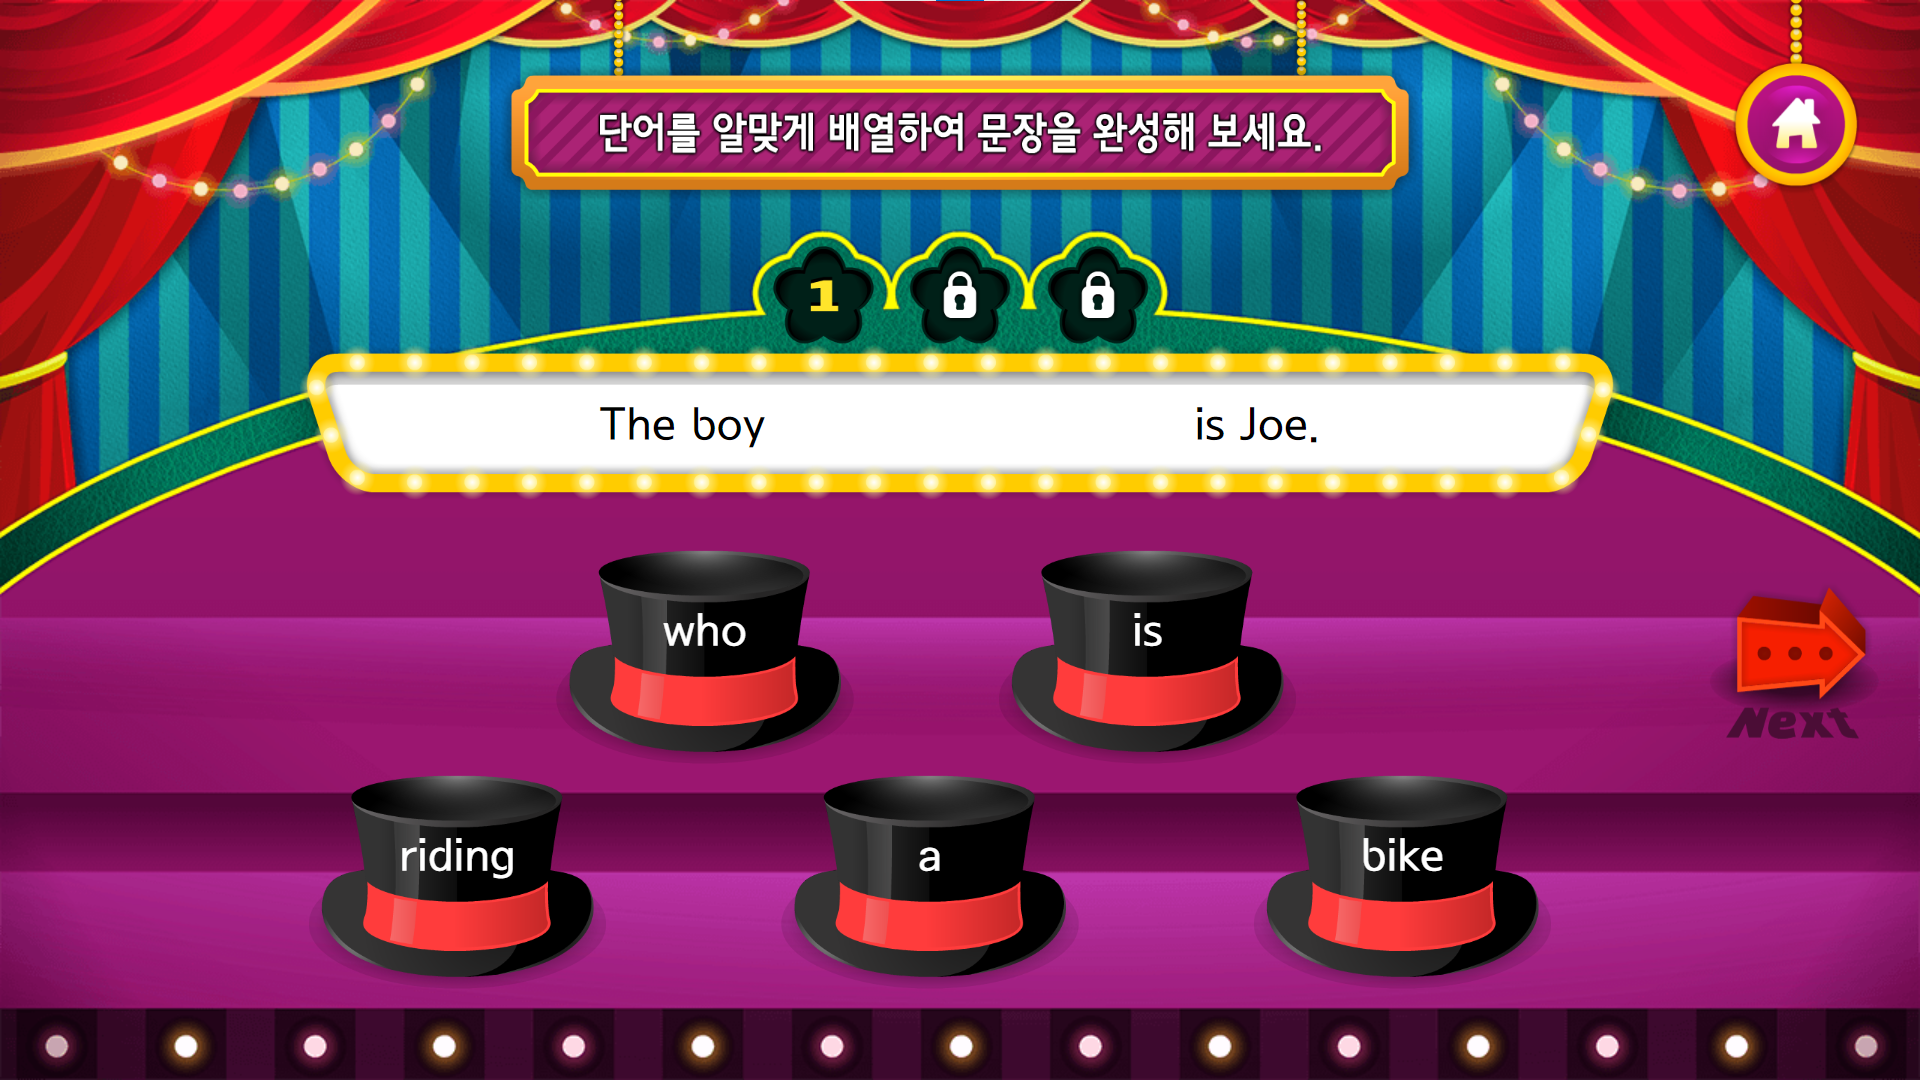 단어를 알맞게 배열하여 문장을 완성해 보세요.
1
The boy is Joe.
who
is
riding
a
bike
Next